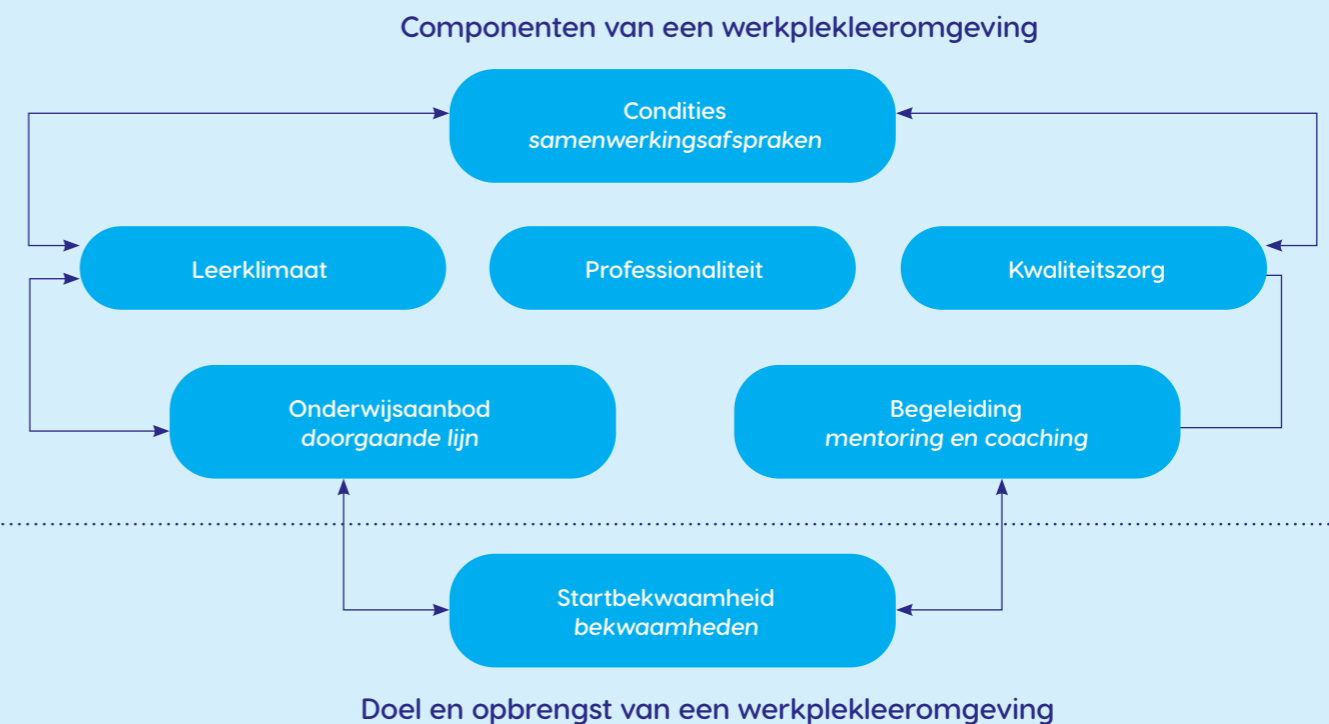 Componenten van een werkplekleeromgeving
Condities
samenwerkingsafspraken
Leerklimaat
Professionaliteit
Kwaliteitszorg
Onderwijsaanbod
doorgaande lijn
Begeleiding
mentoring en coaching
Startbekwaamheid
bekwaamheden
Doel en opbrengst van een werkplekleeromgeving